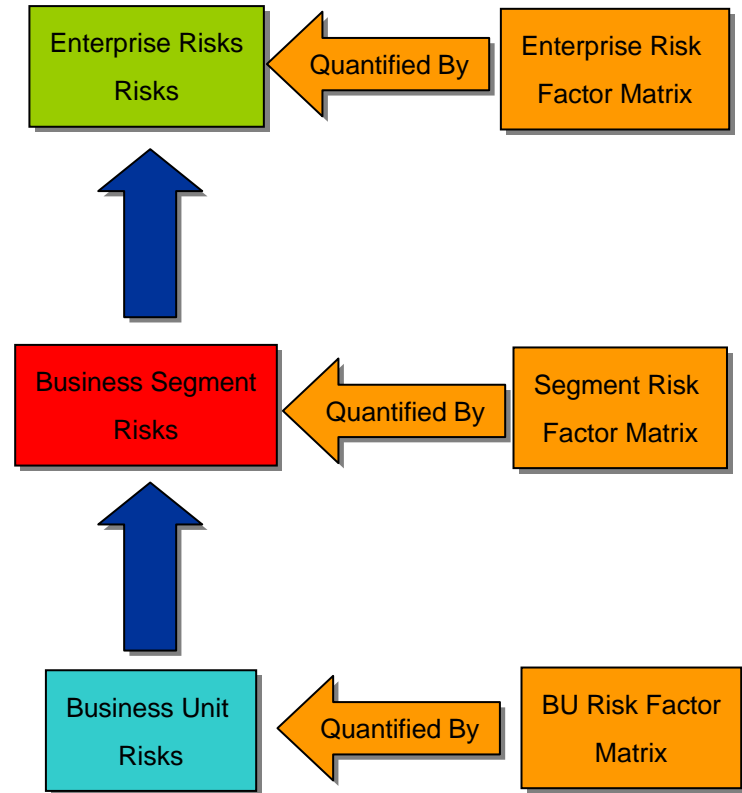 Enterprise Risks
Risks
Quantified By
Enterprise Risk
Factor Matrix
Business Segment
Risks
Quantified By
Segment Risk
Factor Matrix
Business Unit
Risks
Quantified By
BU Risk Factor
Matrix